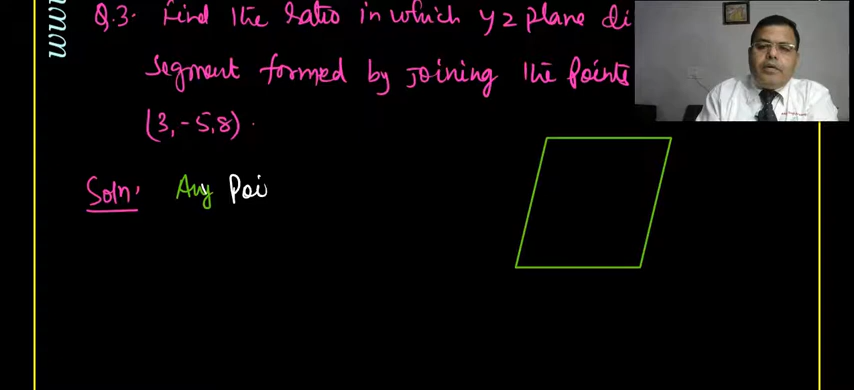 Q.3. Find the ratio in which yz plane di
segment formed by joining the points
(3,-5,8).
Soln.
Any Poi
www